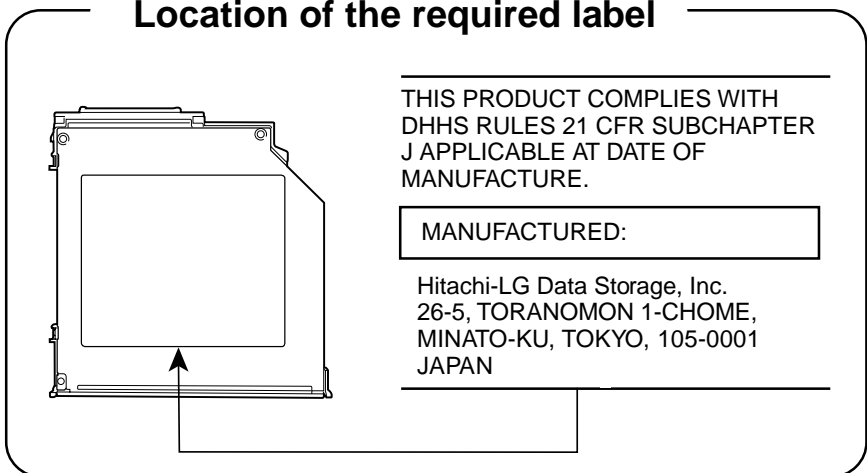 Location of the required label
THIS PRODUCT COMPLIES WITH
DHHS RULES 21 CFR SUBCHAPTER
J APPLICABLE AT DATE OF
MANUFACTURE.
MANUFACTURED:
Hitachi-LG Data Storage, Inc.
26-5, TORANOMON 1-CHOME,
MINATO-KU, TOKYO, 105-0001
JAPAN